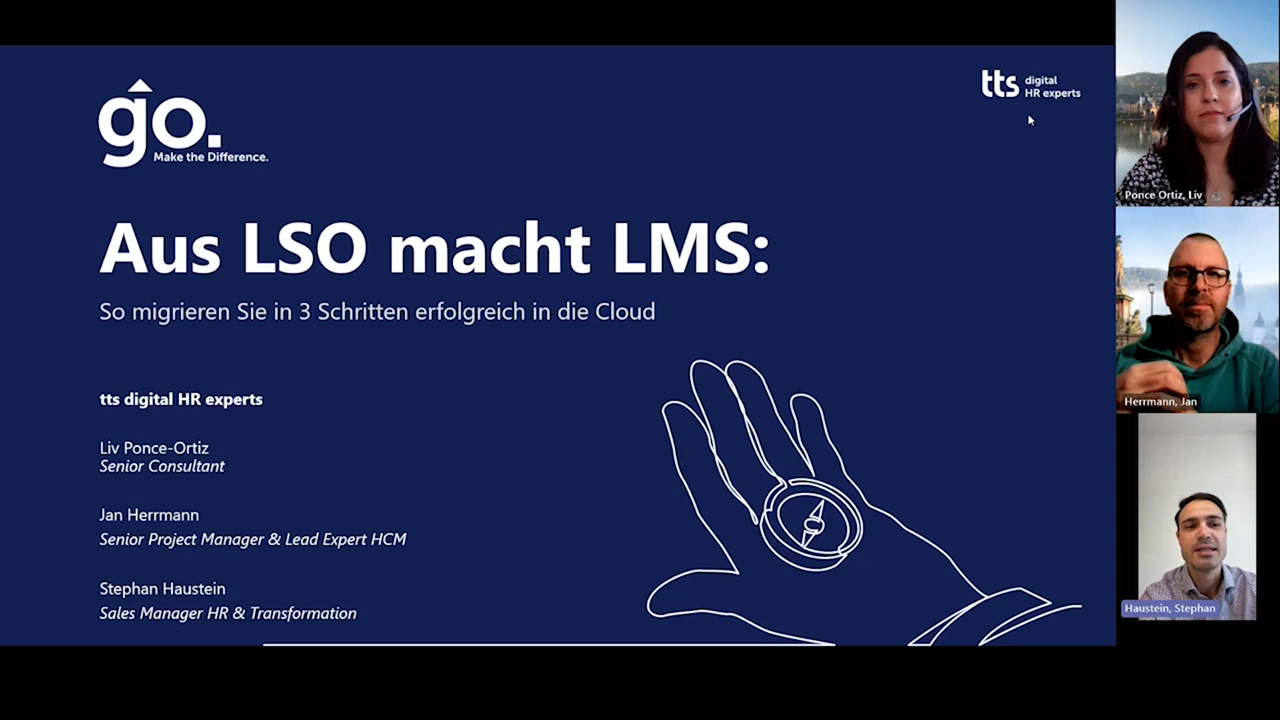 go.
Make the Difference.
tts digital
HR experts
Aus LSO macht LMS:
So migrieren Sie in 3 Schritten erfolgreich in die Cloud
tts digital HR experts
Liv Ponce-Ortiz
Senior Consultant
Jan Herrmann
Senior Project Manager & Lead Expert HCM
Stephan Haustein
Sales Manager HR & Transformation
Ponce Ortiz, Liv
Herrmann, Jan
Haustein, Stephan